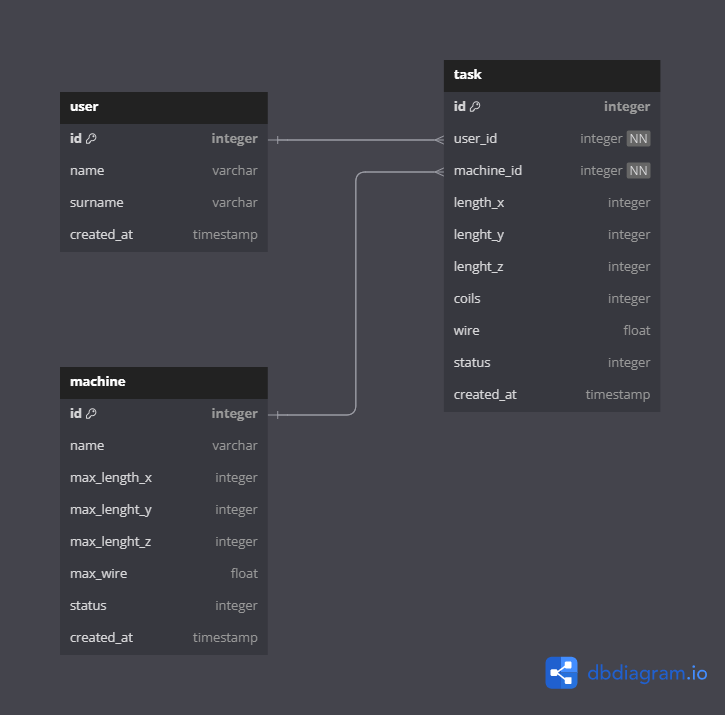 user
id integer
name varchar
surname varchar
created_at timestamp
task
id integer
user_id integer NN
machine_id integer NN
length_x integer
lenght_y integer
lenght_z integer
coils integer
wire float
status integer
created_at timestamp
machine
id integer
name varchar
max_length_x integer
max_lenght_y integer
max_lenght_z integer
max_wire float
status integer
created_at timestamp
dbdiagram.io